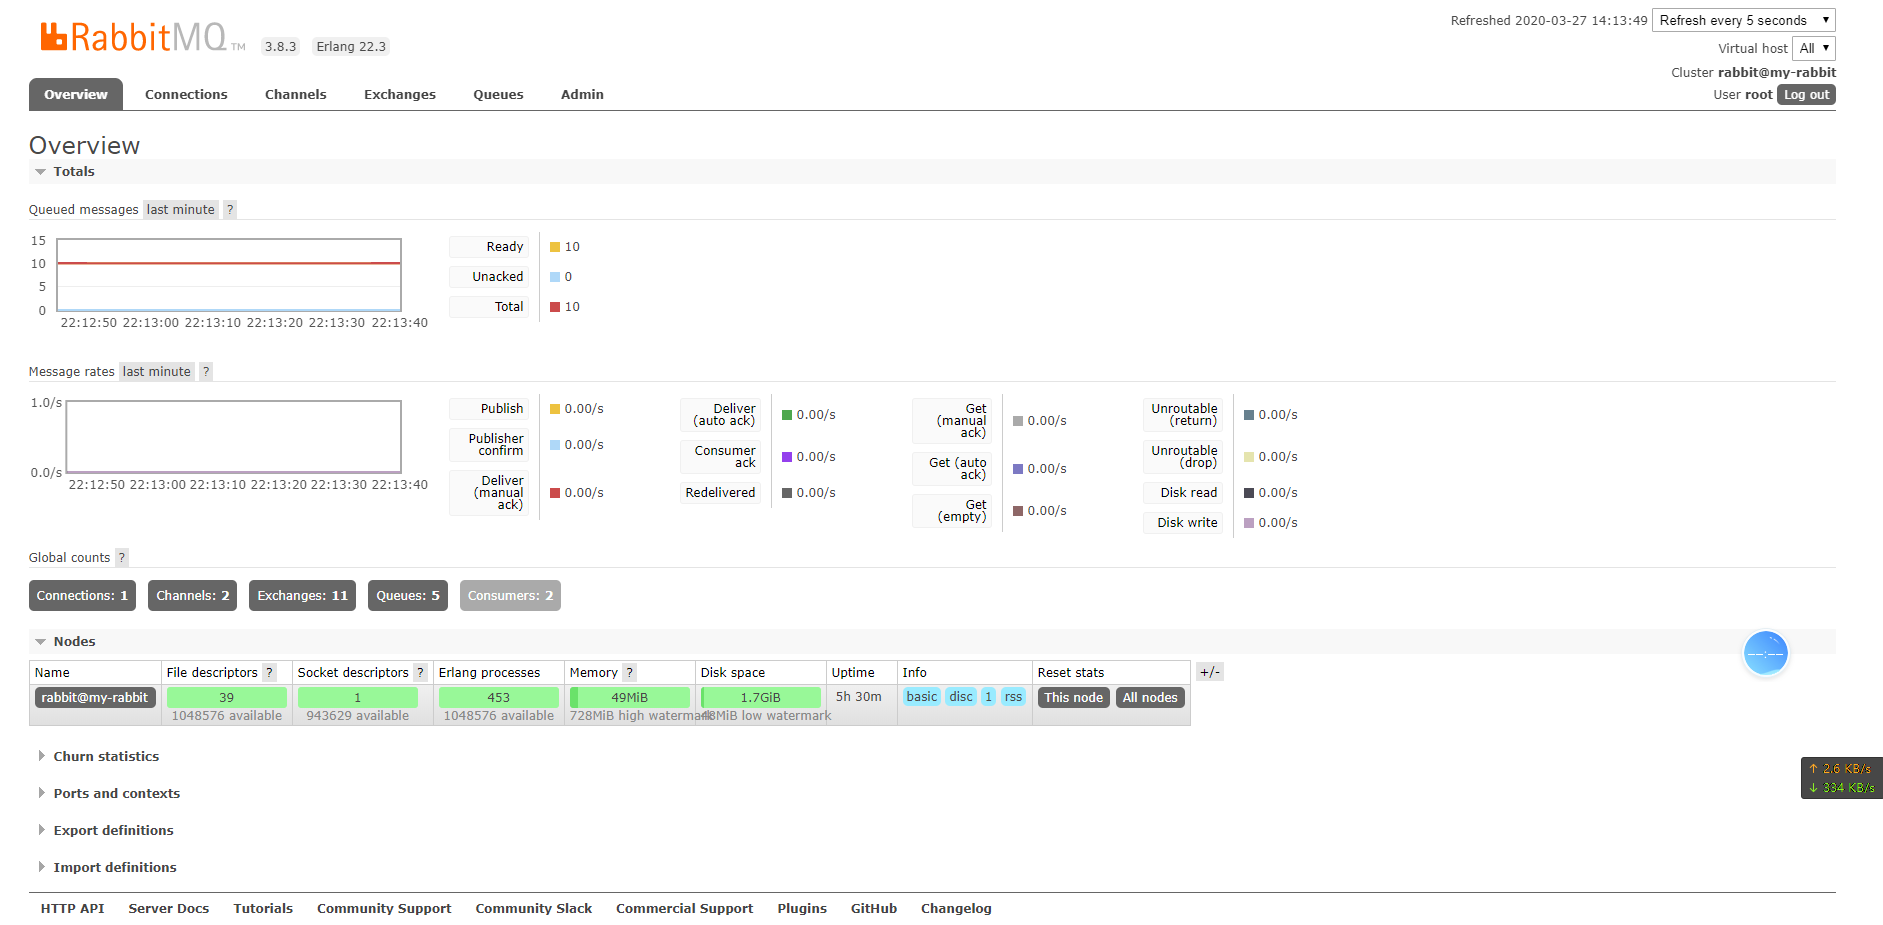 RabbitMQ TM 3.8.3 Erlang 22.3
Refreshed 2020-03-27 14:13:49 Refresh every 5 seconds
Virtual host All
Cluster rabbit@my-rabbit
User root Log out
Overview Connections Channels Exchanges Queues Admin
Overview
Totals
Queued messages last minute ?
15
10
5
0
22:12:50 22:13:00 22:13:10 22:13:20 22:13:30 22:13:40
Ready 10
Unacked 0
Total 10
Message rates last minute ?
1.0/s
0.0/s
22:12:50 22:13:00 22:13:10 22:13:20 22:13:30 22:13:40
Publish 0.00/s
Publisher
confirm 0.00/s
Deliver
(manual
ack) 0.00/s
Deliver
(auto ack) 0.00/s
Consumer
ack 0.00/s
Redelivered 0.00/s
Get
(manual
ack) 0.00/s
Get (auto
ack) 0.00/s
Get
(empty) 0.00/s
Unroutable
(return) 0.00/s
Unroutable
(drop) 0.00/s
Disk read 0.00/s
Disk write 0.00/s
Global counts ?
Connections: 1 Channels: 2 Exchanges: 11 Queues: 5 Consumers: 2
Nodes
Name File descriptors ? Socket descriptors ? Erlang processes Memory ? Disk space Uptime Info Reset stats +/-
rabbit@my-rabbit 39 1 453 49MiB 1.7GiB 5h 30m basic disc 1 rss This node All nodes
1048576 available 943629 available 1048576 available 728MiB high watermark 48MiB low watermark
--:--
Churn statistics
↑ 2.6 KB/s
↓ 334 KB/s
Ports and contexts
Export definitions
Import definitions
HTTP API Server Docs Tutorials Community Support Community Slack Commercial Support Plugins GitHub Changelog